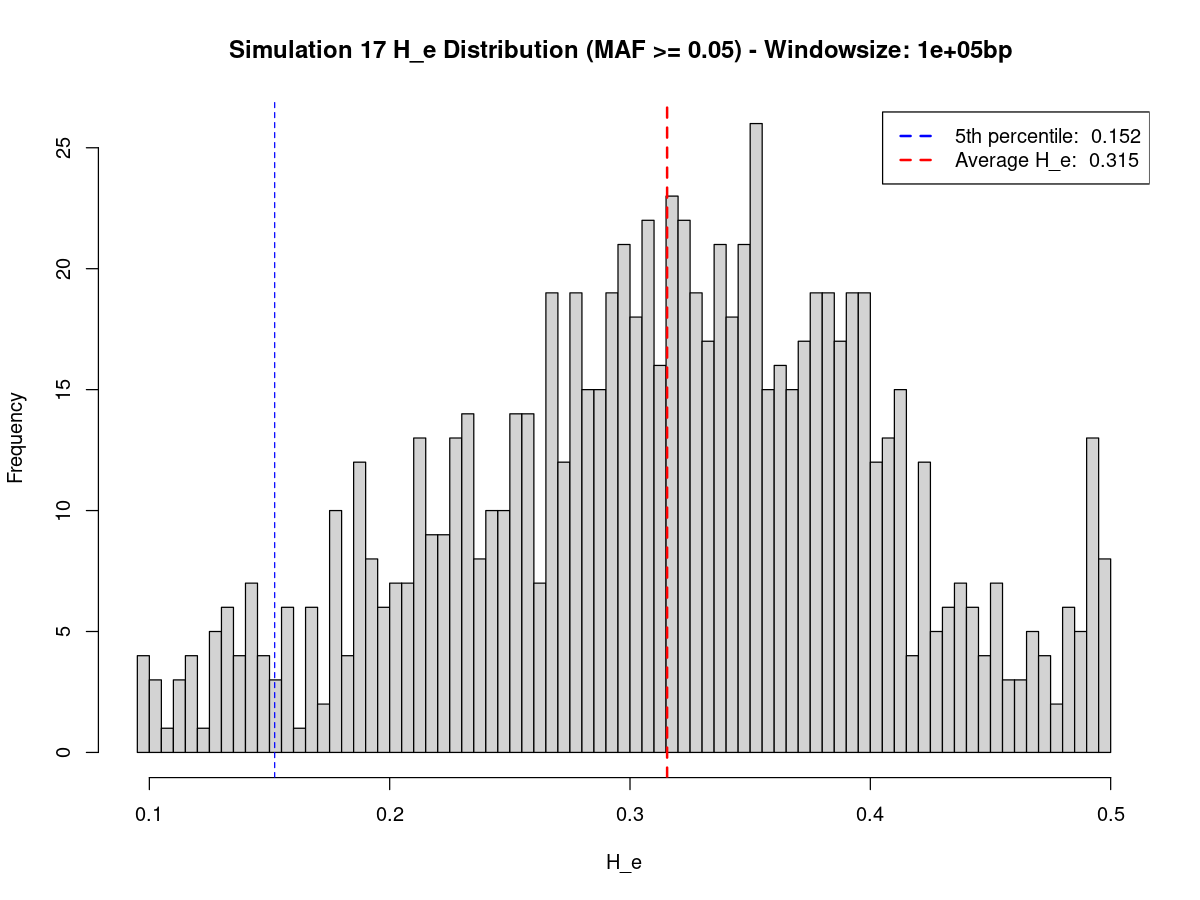 Simulation 17 H_e Distribution (MAF >= 0.05) - Windowsize: 1e+05bp
5th percentile:  0.152
Average H_e:  0.315
Frequency
25
20
15
10
5
0
0.1 0.2 0.3 0.4 0.5
H_e